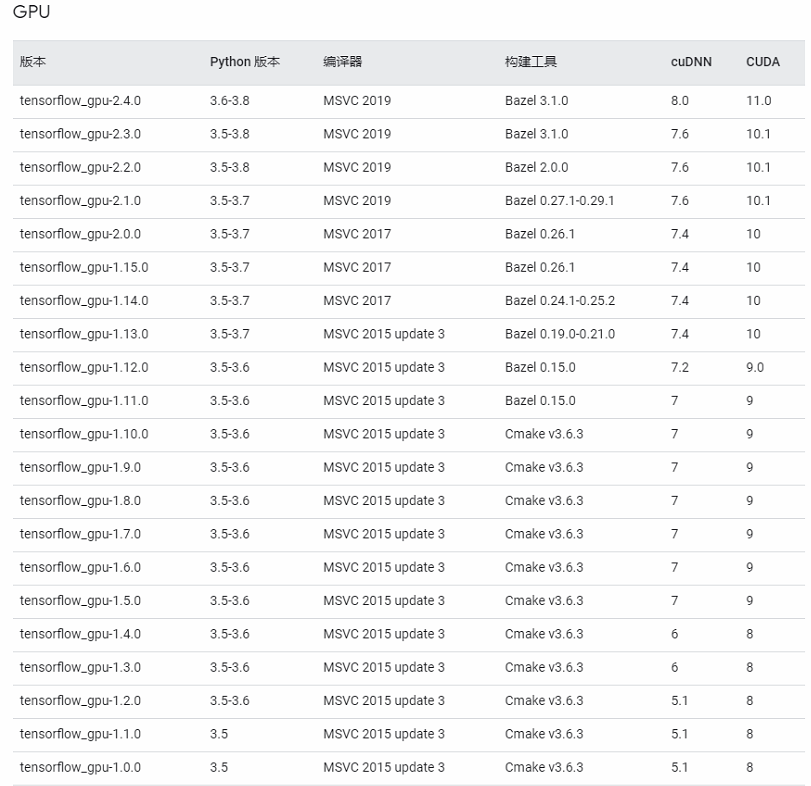 GPU
版本 Python 版本 编译器 构建工具 cuDNN CUDA
tensorflow_gpu-2.4.0 3.6-3.8 MSVC 2019 Bazel 3.1.0 8.0 11.0
tensorflow_gpu-2.3.0 3.5-3.8 MSVC 2019 Bazel 3.1.0 7.6 10.1
tensorflow_gpu-2.2.0 3.5-3.8 MSVC 2019 Bazel 2.0.0 7.6 10.1
tensorflow_gpu-2.1.0 3.5-3.7 MSVC 2019 Bazel 0.27.1-0.29.1 7.6 10.1
tensorflow_gpu-2.0.0 3.5-3.7 MSVC 2017 Bazel 0.26.1 7.4 10
tensorflow_gpu-1.15.0 3.5-3.7 MSVC 2017 Bazel 0.26.1 7.4 10
tensorflow_gpu-1.14.0 3.5-3.7 MSVC 2017 Bazel 0.24.1-0.25.2 7.4 10
tensorflow_gpu-1.13.0 3.5-3.7 MSVC 2015 update 3 Bazel 0.19.0-0.21.0 7.4 10
tensorflow_gpu-1.12.0 3.5-3.6 MSVC 2015 update 3 Bazel 0.15.0 7.2 9.0
tensorflow_gpu-1.11.0 3.5-3.6 MSVC 2015 update 3 Bazel 0.15.0 7 9
tensorflow_gpu-1.10.0 3.5-3.6 MSVC 2015 update 3 Cmake v3.6.3 7 9
tensorflow_gpu-1.9.0 3.5-3.6 MSVC 2015 update 3 Cmake v3.6.3 7 9
tensorflow_gpu-1.8.0 3.5-3.6 MSVC 2015 update 3 Cmake v3.6.3 7 9
tensorflow_gpu-1.7.0 3.5-3.6 MSVC 2015 update 3 Cmake v3.6.3 7 9
tensorflow_gpu-1.6.0 3.5-3.6 MSVC 2015 update 3 Cmake v3.6.3 7 9
tensorflow_gpu-1.5.0 3.5-3.6 MSVC 2015 update 3 Cmake v3.6.3 7 9
tensorflow_gpu-1.4.0 3.5-3.6 MSVC 2015 update 3 Cmake v3.6.3 6 8
tensorflow_gpu-1.3.0 3.5-3.6 MSVC 2015 update 3 Cmake v3.6.3 6 8
tensorflow_gpu-1.2.0 3.5-3.6 MSVC 2015 update 3 Cmake v3.6.3 5.1 8
tensorflow_gpu-1.1.0 3.5 MSVC 2015 update 3 Cmake v3.6.3 5.1 8
tensorflow_gpu-1.0.0 3.5 MSVC 2015 update 3 Cmake v3.6.3 5.1 8